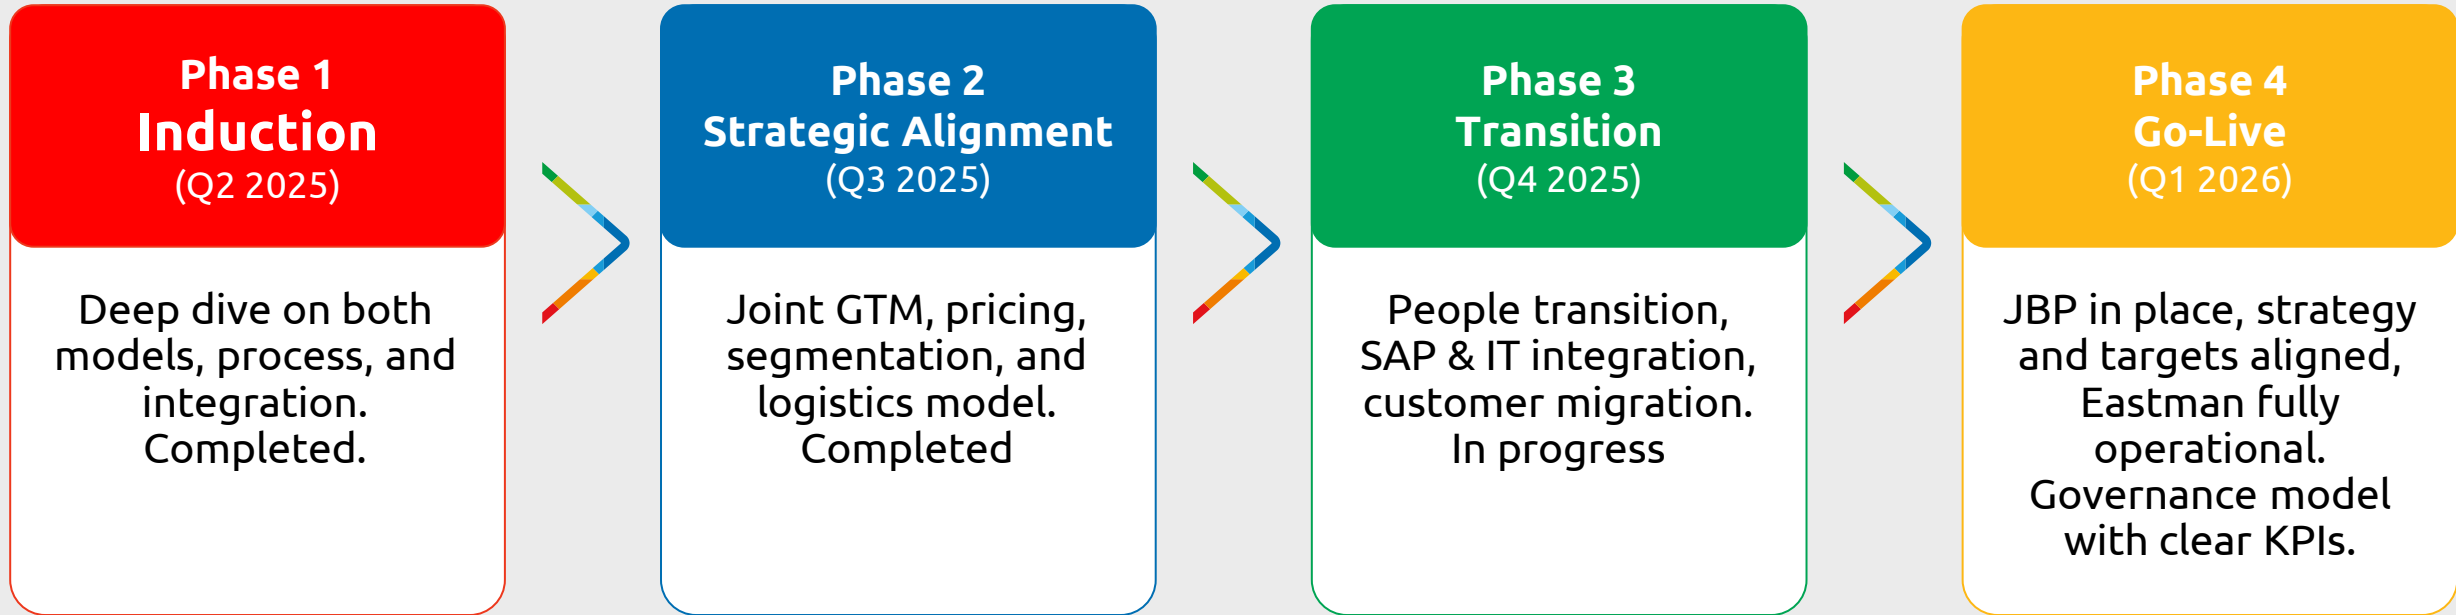 Phase 1
Induction
(Q2 2025)
Deep dive on both
models, process, and
integration.
Completed.
Phase 2
Strategic Alignment
(Q3 2025)
Joint GTM, pricing,
segmentation, and
logistics model.
Completed
Phase 3
Transition
(Q4 2025)
People transition,
SAP & IT integration,
customer migration.
In progress
Phase 4
Go-Live
(Q1 2026)
JBP in place, strategy
and targets aligned,
Eastman fully
operational.
Governance model
with clear KPIs.